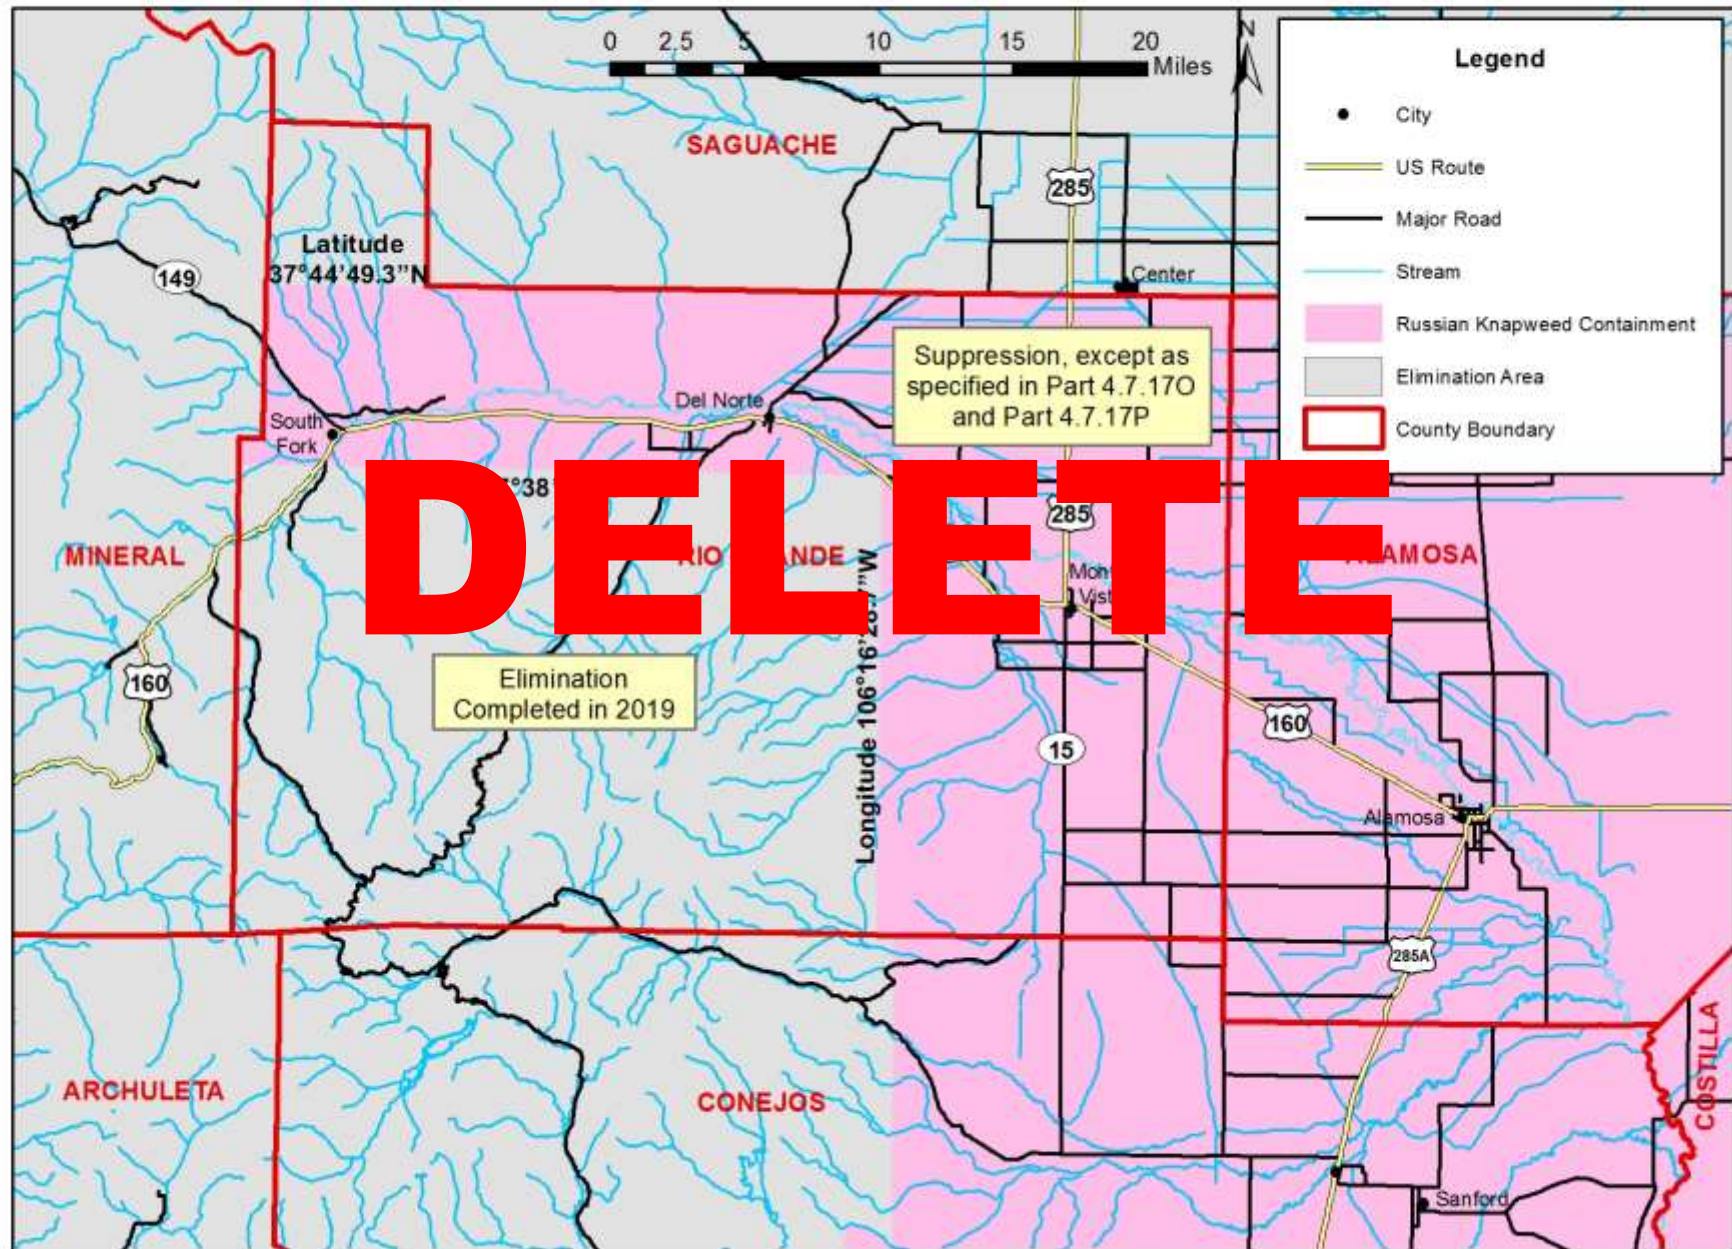 0 2.5 5 10 15 20
Miles
N
Legend
City
US Route
Major Road
Stream
Russian Knapweed Containment
Elimination Area
County Boundary
SAGUACHE
285
Latitude
37°44'49.3"N
149
Center
Suppression, except as
specified in Part 4.7.17O
and Part 4.7.17P
Del Norte
South
Fork
DELETE
°38'
285
MINERAL
RIO
ANDE
AMOSA
Elimination
Completed in 2019
Longitude 106°16'
"W
160
15
160
Alamosa
285A
ARCHULETA
CONEJOS
COSTILLA
Sanford